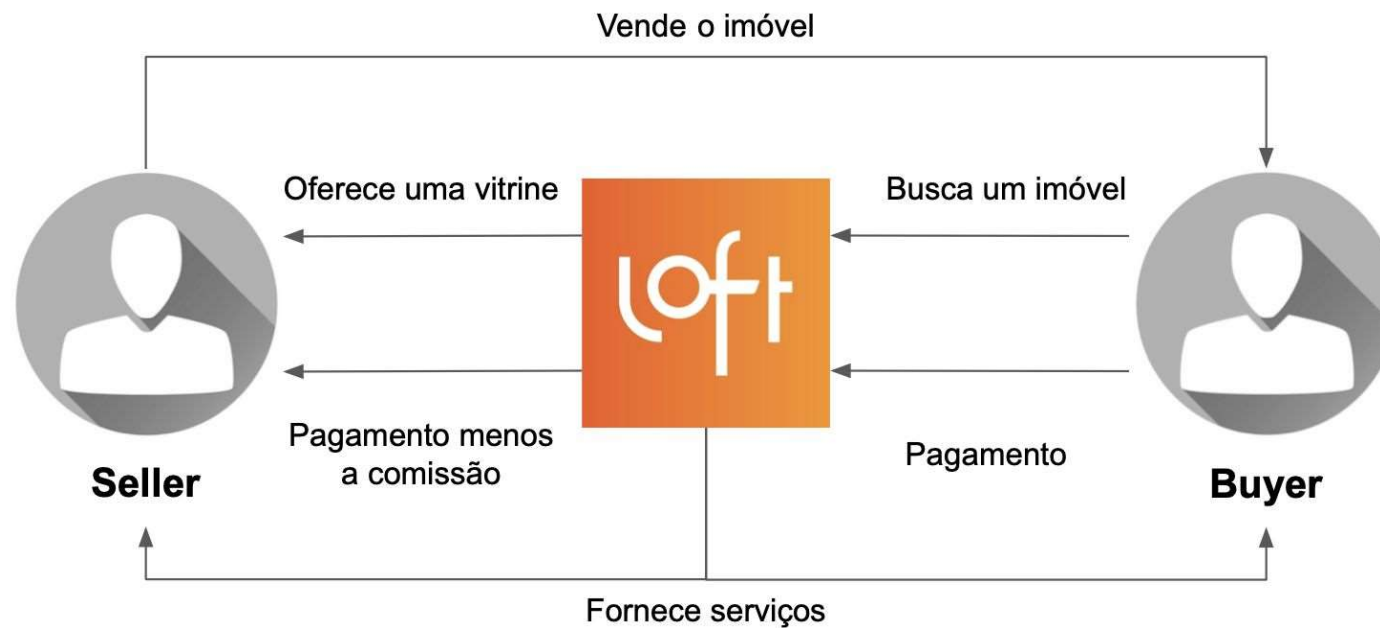 Vende o imóvel
Oferece uma vitrine
Busca um imóvel
loft
Pagamento menos
a comissão
Pagamento
Seller
Buyer
Fornece serviços